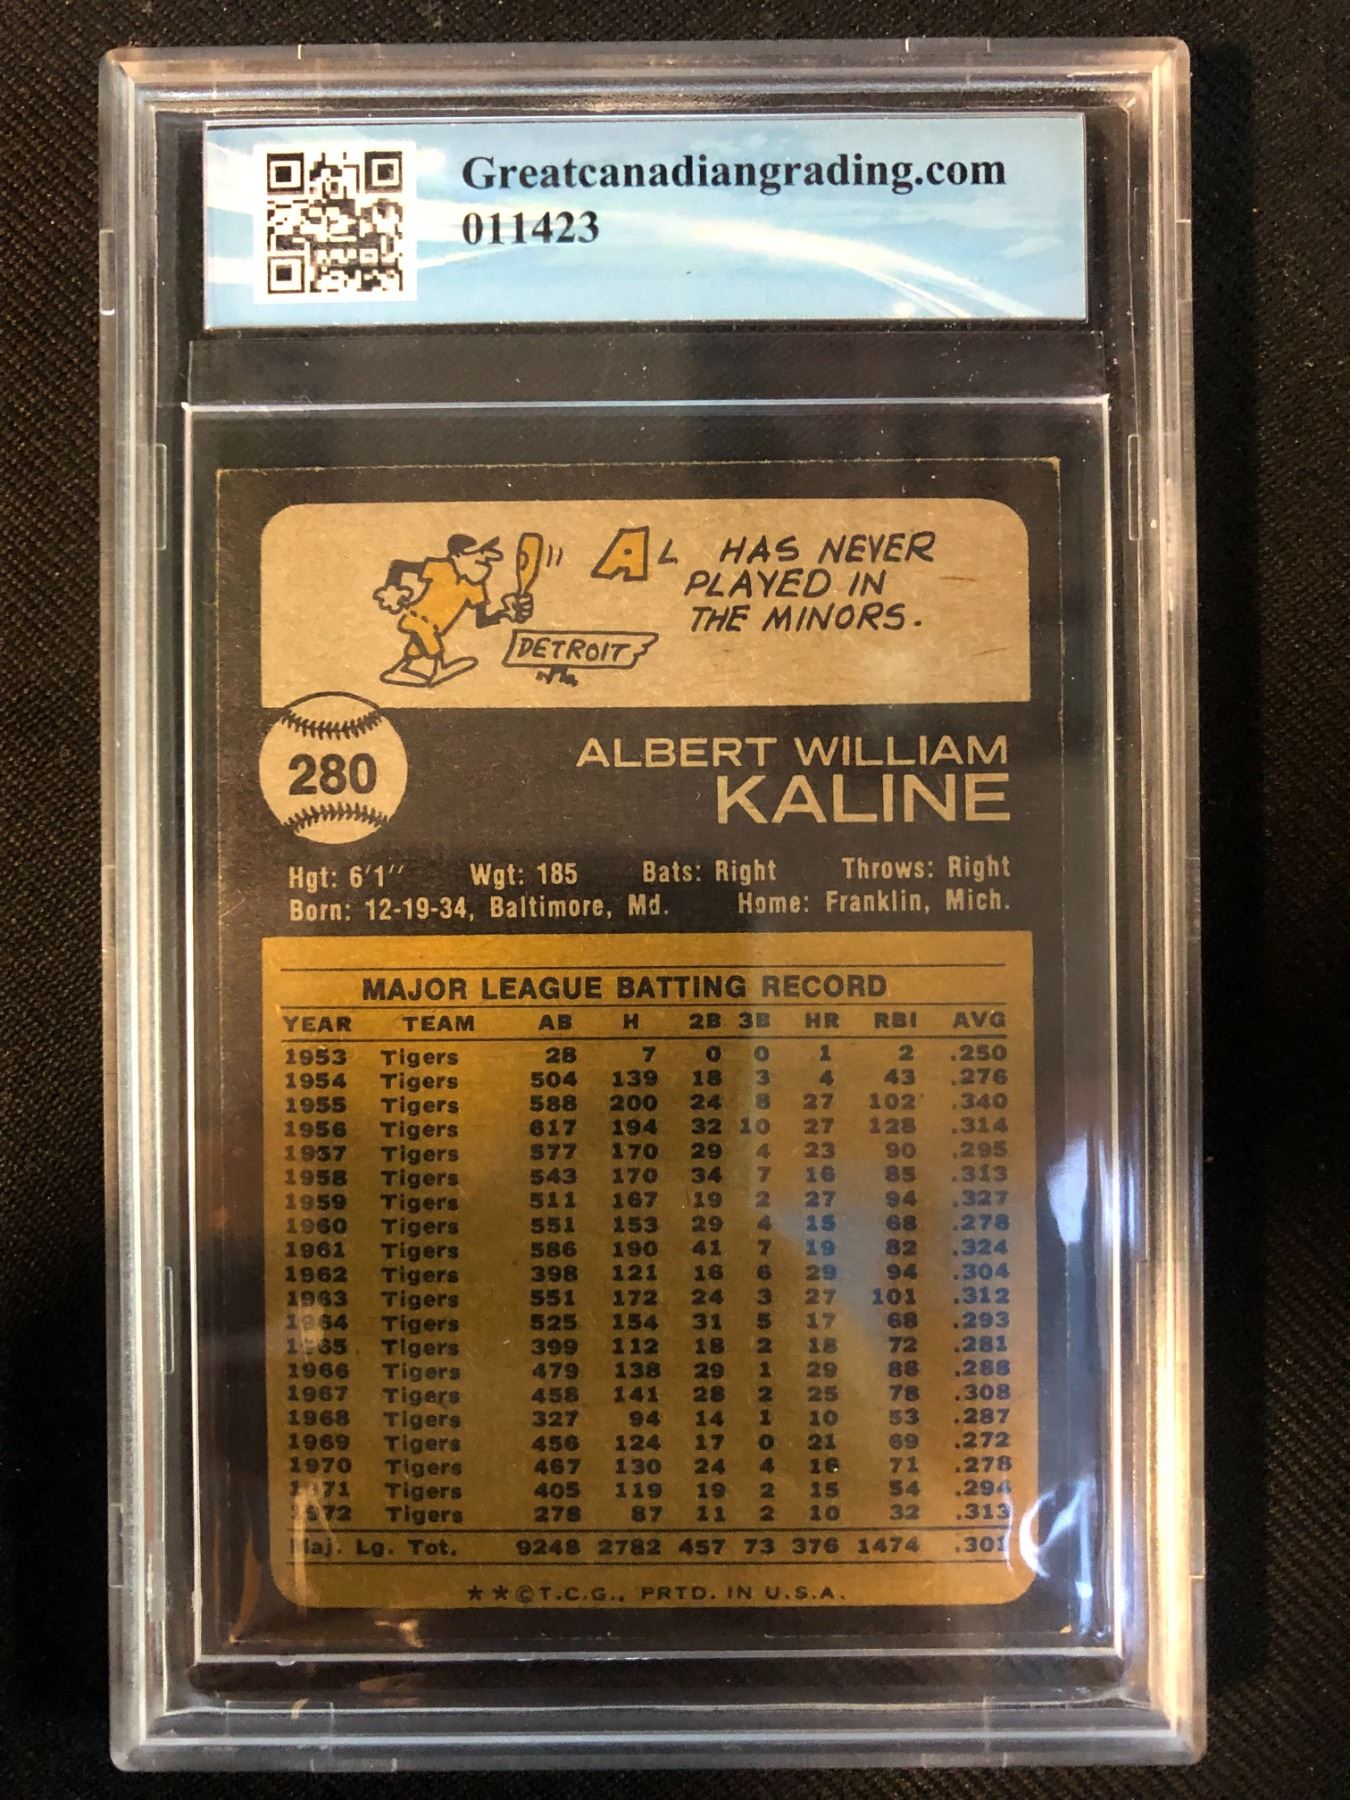 Greatcanadiangrading.com
011423
AL HAS NEVER
PLAYED IN
THE MINORS.
DETROIT
280
ALBERT WILLIAM
KALINE
Hgt: 6'1'' Wgt: 185 Bats: Right Throws: Right
Born: 12-19-34, Baltimore, Md. Home: Franklin, Mich.
MAJOR LEAGUE BATTING RECORD
YEAR TEAM AB H 2B 3B HR RBI AVG
1953 Tigers 28 7 0 0 1 2 .250
1954 Tigers 504 139 18 3 4 43 .276
1955 Tigers 588 200 24 8 27 102 .340
1956 Tigers 617 194 32 10 27 128 .314
1957 Tigers 577 170 29 4 23 90 .295
1958 Tigers 543 170 34 7 16 85 .313
1959 Tigers 511 167 19 2 27 94 .327
1960 Tigers 551 153 29 4 15 68 .278
1961 Tigers 586 190 41 7 19 82 .324
1962 Tigers 398 121 16 6 29 94 .304
1963 Tigers 551 172 24 3 27 101 .312
1964 Tigers 525 154 31 5 17 68 .293
1965 Tigers 399 112 18 2 18 72 .281
1966 Tigers 479 138 29 1 29 88 .288
1967 Tigers 458 141 28 2 25 78 .308
1968 Tigers 327 94 14 1 10 53 .287
1969 Tigers 456 124 17 0 21 69 .272
1970 Tigers 467 130 24 4 16 71 .278
1971 Tigers 405 119 19 2 15 54 .294
1972 Tigers 278 87 11 2 10 32 .313
Maj. Lg. Tot. 9248 2782 457 73 376 1474 .301
★★©T.C.G., PRTD. IN U.S.A.